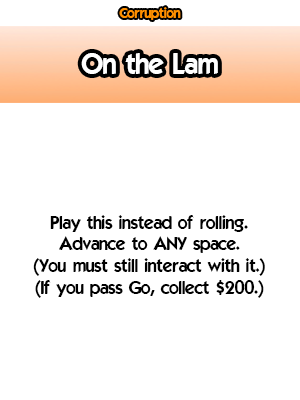 Corruption
On the Lam
Play this instead of rolling.
Advance to ANY space.
(You must still interact with it.)
(If you pass Go, collect $200.)